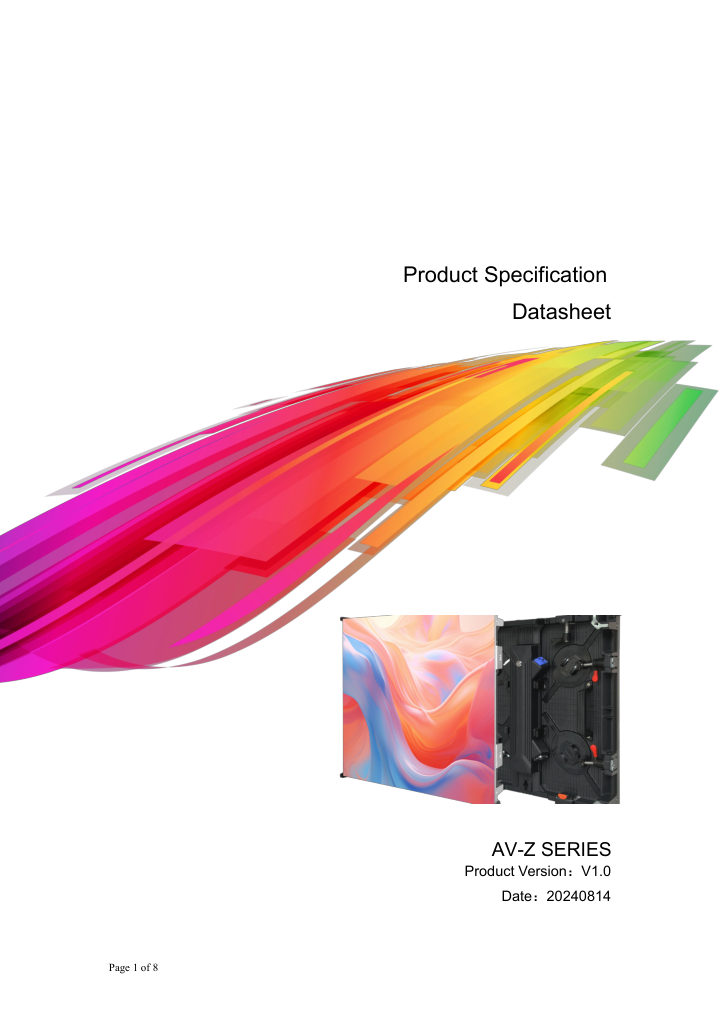 Product Specification
Datasheet
AV-Z SERIES
Product Version：V1.0
Date：20240814
Page 1 of 8